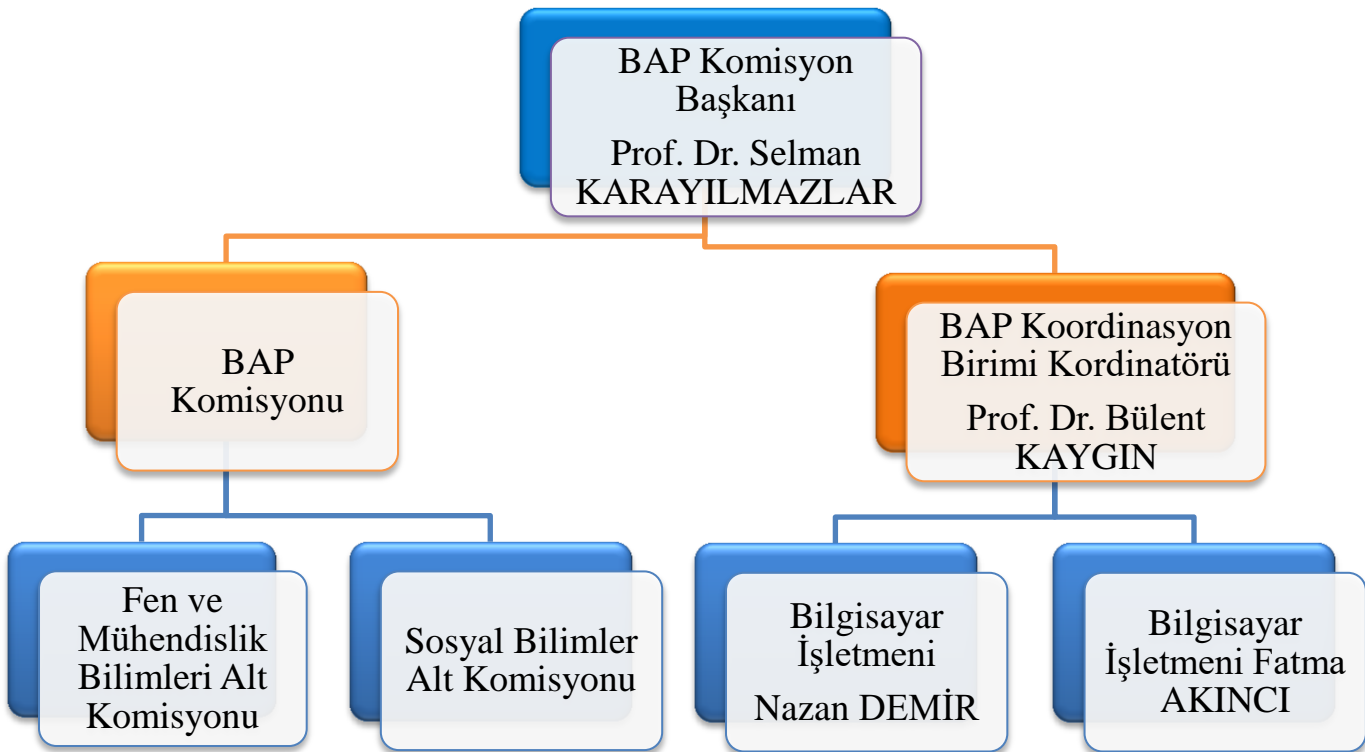 BAP Komisyon
Başkanı
Prof. Dr. Selman
KARAYILMAZLAR
BAP
Komisyonu
BAP Koordinasyon
Birimi Kordinatörü
Prof. Dr. Bülent
KAYGIN
Fen ve
Mühendislik
Bilimleri Alt
Komisyonu
Sosyal Bilimler
Alt Komisyonu
Bilgisayar
İşletmeni
Nazan DEMİR
Bilgisayar
İşletmeni Fatma
AKINCI